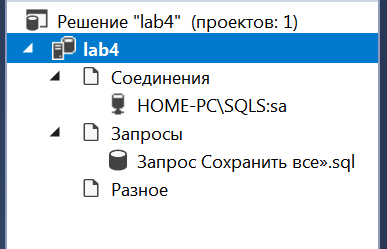 Решение "lab4" (проектов: 1)
lab4
Соединения
HOME-PC\SQLS:sa
Запросы
Запрос Сохранить все».sql
Разное